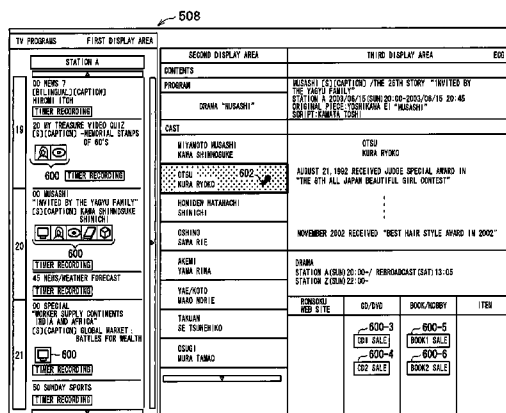 508
TV PROGRAMS FIRST DISPLAY AREA
STATION A
19
00 NEWS 7
[BILINGUAL][CAPTION]
HIROMI ITOH
TIMER RECORDING
20 MY TREASURE VIDEO QUIZ
[S][CAPTION] -MEMORIAL STAMPS
OF 60'S
600 TIMER RECORDING
20
00 MUSASHI
"INVITED BY THE YAGYU FAMILY"
[S][CAPTION] KAWA SHINNOSUKE
SHINICHI
600
TIMER RECORDING
45 NEWS/WEATHER FORECAST
TIMER RECORDING
21
00 SPECIAL
"WORKER SUPPLY CONTINENTS
INDIA AND AFRICA"
[S][CAPTION] GLOBAL MARKET:
BATTLES FOR WEALTH
600
TIMER RECORDING
50 SUNDAY SPORTS
TIMER RECORDING
SECOND DISPLAY AREA
CONTENTS
PROGRAM
DRAMA "MUSASHI"
CAST
MIYAMOTO MUSASHI
KAWA SHINNOSUKE
OTSU
KURA RYOKO
602
HONIDEN MATAHACHI
SHINICHI
OSHINO
SAWA RIE
AKEMI
YAMA RINA
YAE/KOTO
MAKO NORIE
TAKUAN
SE TSUNEHIKO
OSUGI
MURA TAMAO
THIRD DISPLAY AREA
MUSASHI [S][CAPTION] /THE 25TH STORY "INVITED BY
THE YAGYU FAMILY"
STATION A 2003/06/15(SUN)20:00-2003/06/15 20:45
ORIGINAL PIECE:YOSHIKAWA EI "MUSASHI"
SCRIPT:KAMATA TOSHI
OTSU
KURA RYOKO
AUGUST 21, 1992 RECEIVED JUDGE SPECIAL AWARD IN
"THE 6TH ALL JAPAN BEAUTIFUL GIRL CONTEST"
NOVEMBER 2002 RECEIVED "BEST HAIR STYLE AWARD IN 2002"
DRAMA
STATION A(SUN)20:00-/ REBROADCAST(SAT)13:05
STATION Z(SUN)22:00-
WEB SITE
CD/DVD
BOOK/HOBBY
ITEM
600-3
CD1 SALE
600-4
CD2 SALE
600-5
BOOK1 SALE
600-6
BOOK2 SALE